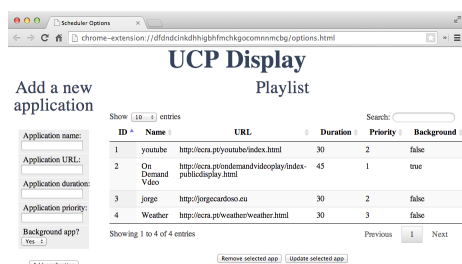 Scheduler Options
chrome-extension://dfdndcinkdhhigbhfmchkgocomnnmcbg/options.html
UCP Display
Add a new
application
Application name:
Application URL:
Application duration:
Application priority:
Background app?
Yes
Playlist
Show 10 entries
Search:
ID Name URL Duration Priority Background
1 youtube http://ecra.pt/youtube/index.html 30 2 false
2 On Demand Vdeo http://ecra.pt/ondemandvideoplay/index-publicdisplay.html 45 1 true
3 jorge http://jorgecardoso.eu 20 2 false
4 Weather http://ecra.pt/weather/weather.html 30 3 false
Showing 1 to 4 of 4 entries
Previous 1 Next
Remove selected app Update selected app